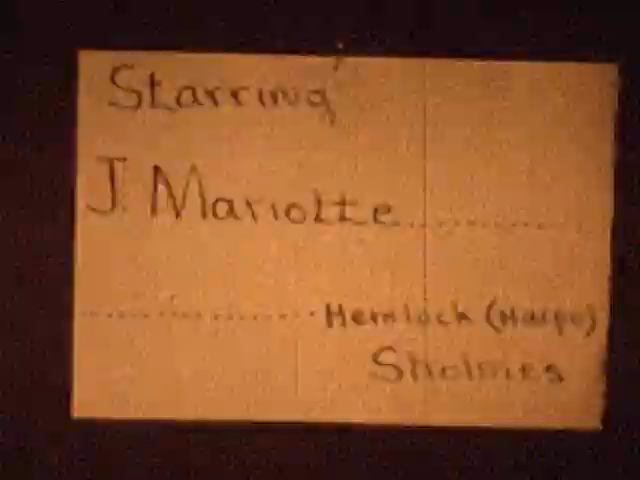 Starring
J. Mariotte..............
.................. Hemlock (Harpo)
Sholmes